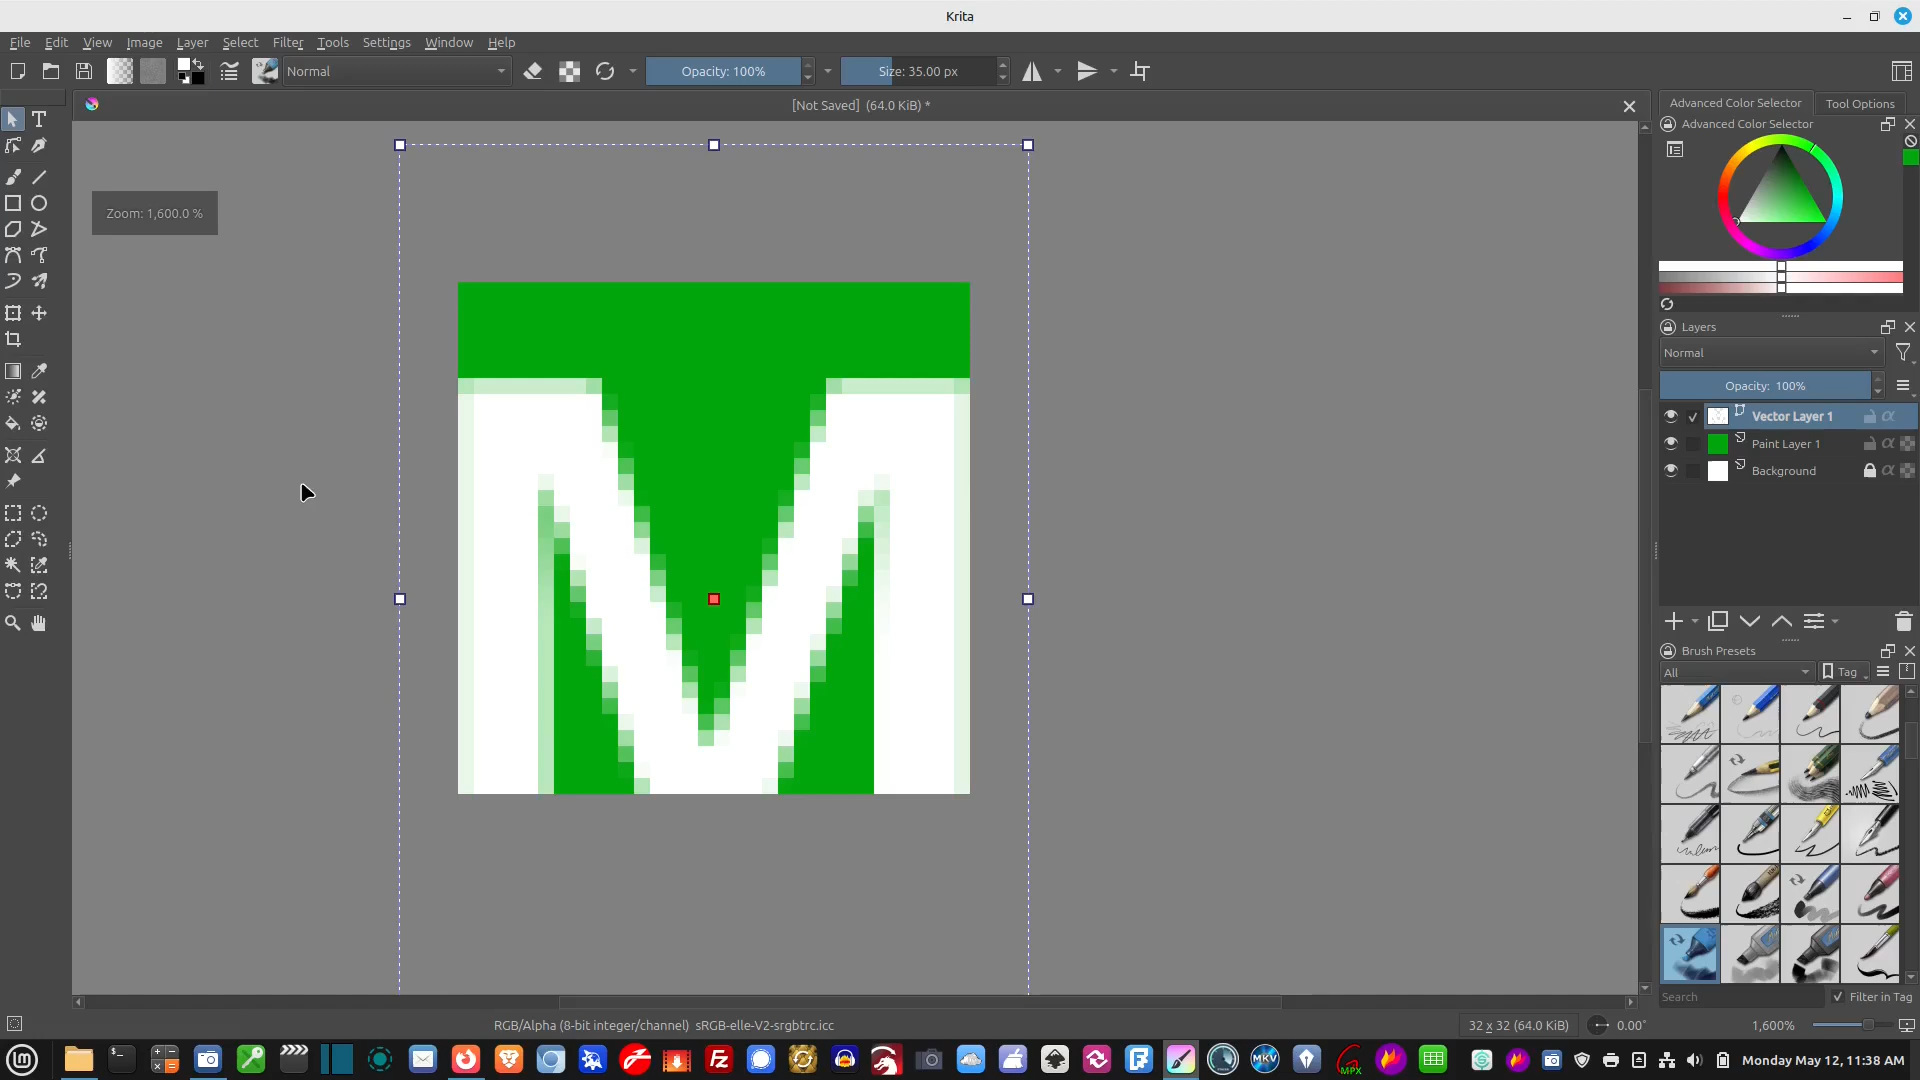 Krita
File Edit View Image Layer Select Filter Tools Settings Window Help
Normal
Opacity: 100%
Size: 35.00 px
[Not Saved] (64.0 KiB) *
Advanced Color Selector
Tool Options
Advanced Color Selector
Zoom: 1,600.0 %
M
Layers
Normal
Opacity: 100%
Vector Layer 1
Paint Layer 1
Background
Brush Presets
All
Tag
Search
Filter in Tag
RGB/Alpha (8-bit integer/channel) sRGB-elle-V2-srgbtrc.icc
32 x 32 (64.0 KiB)
0.00°
1,600%
Monday May 12, 11:38 AM